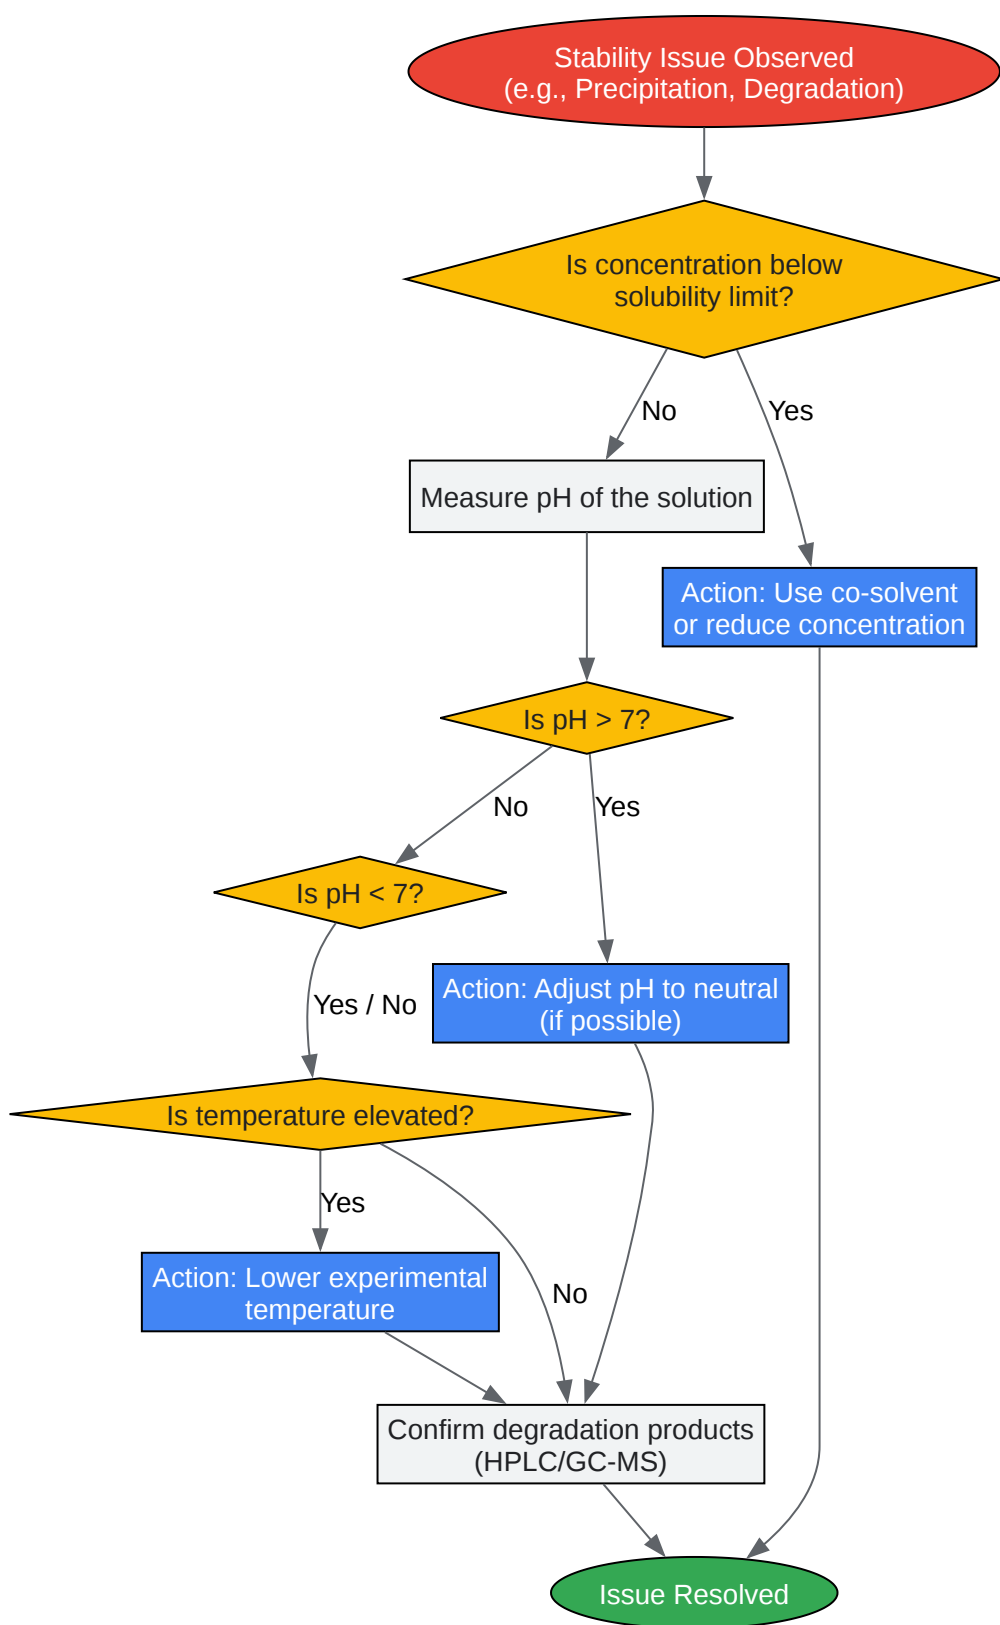 Stability Issue Observed
(e.g., Precipitation, Degradation)
Is concentration below
solubility limit?
No
Yes
Measure pH of the solution
Action: Use co-solvent
or reduce concentration
Is pH > 7?
No
Yes
Is pH < 7?
Action: Adjust pH to neutral
(if possible)
Yes / No
Is temperature elevated?
Yes
Action: Lower experimental
temperature
No
Confirm degradation products
(HPLC/GC-MS)
Issue Resolved